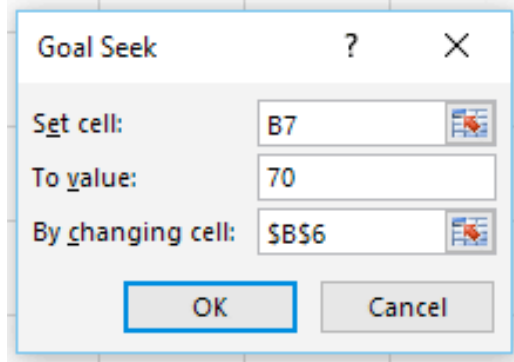 Goal Seek ? ×
Set cell: B7
To value: 70
By changing cell: $B$6
OK Cancel